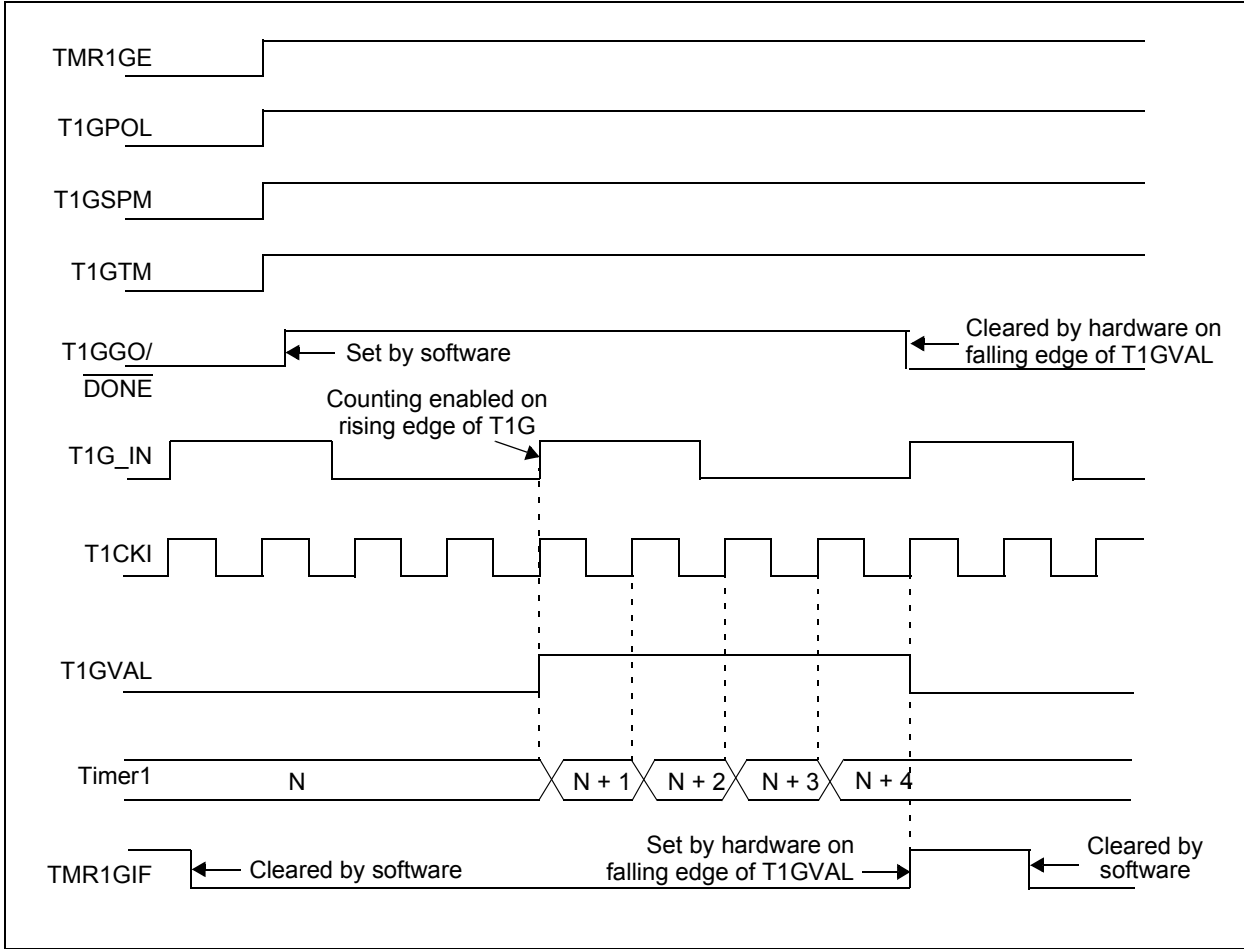 TMR1GE
T1GPOL
T1GSPM
T1GTM
T1GGO/
DONE
Set by software
Cleared by hardware on
falling edge of T1GVAL
Counting enabled on
rising edge of T1G
T1G_IN
T1CKI
T1GVAL
Timer1
N
N + 1
N + 2
N + 3
N + 4
TMR1GIF
Cleared by software
Set by hardware on
falling edge of T1GVAL
Cleared by
software